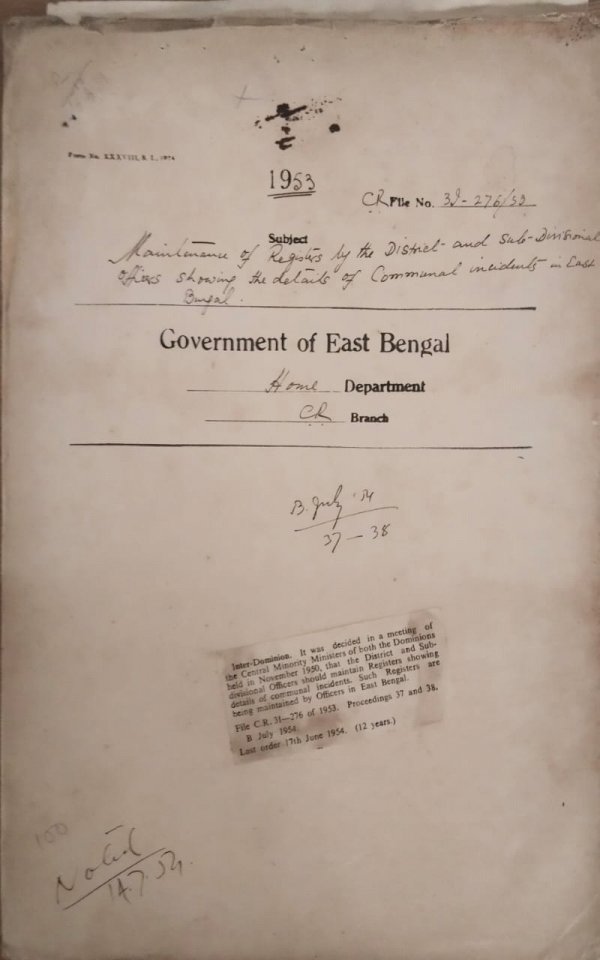 Form No. XXXVIII, S. I., 1974
1953
CR File No. 3I-276/53
Subject
Maintenance of Registers by the District and Sub-Divisional
Officers showing the details of Communal incidents in East
Bengal.
Government of East Bengal
Home Department
CR Branch
B. July '54
37 — 38
Inter-Dominion. It was decided in a meeting of
the Central Minority Ministers of both the Dominions
held in November 1950, that the District and Sub-
divisional Officers should maintain Registers showing
details of communal incidents. Such Registers are
being maintained by Officers in East Bengal.
File C.R. 3I—276 of 1953. Proceedings 37 and 38,
B July 1954.
Last order 17th June 1954. (12 years.)
100
Noted
14.7.54.